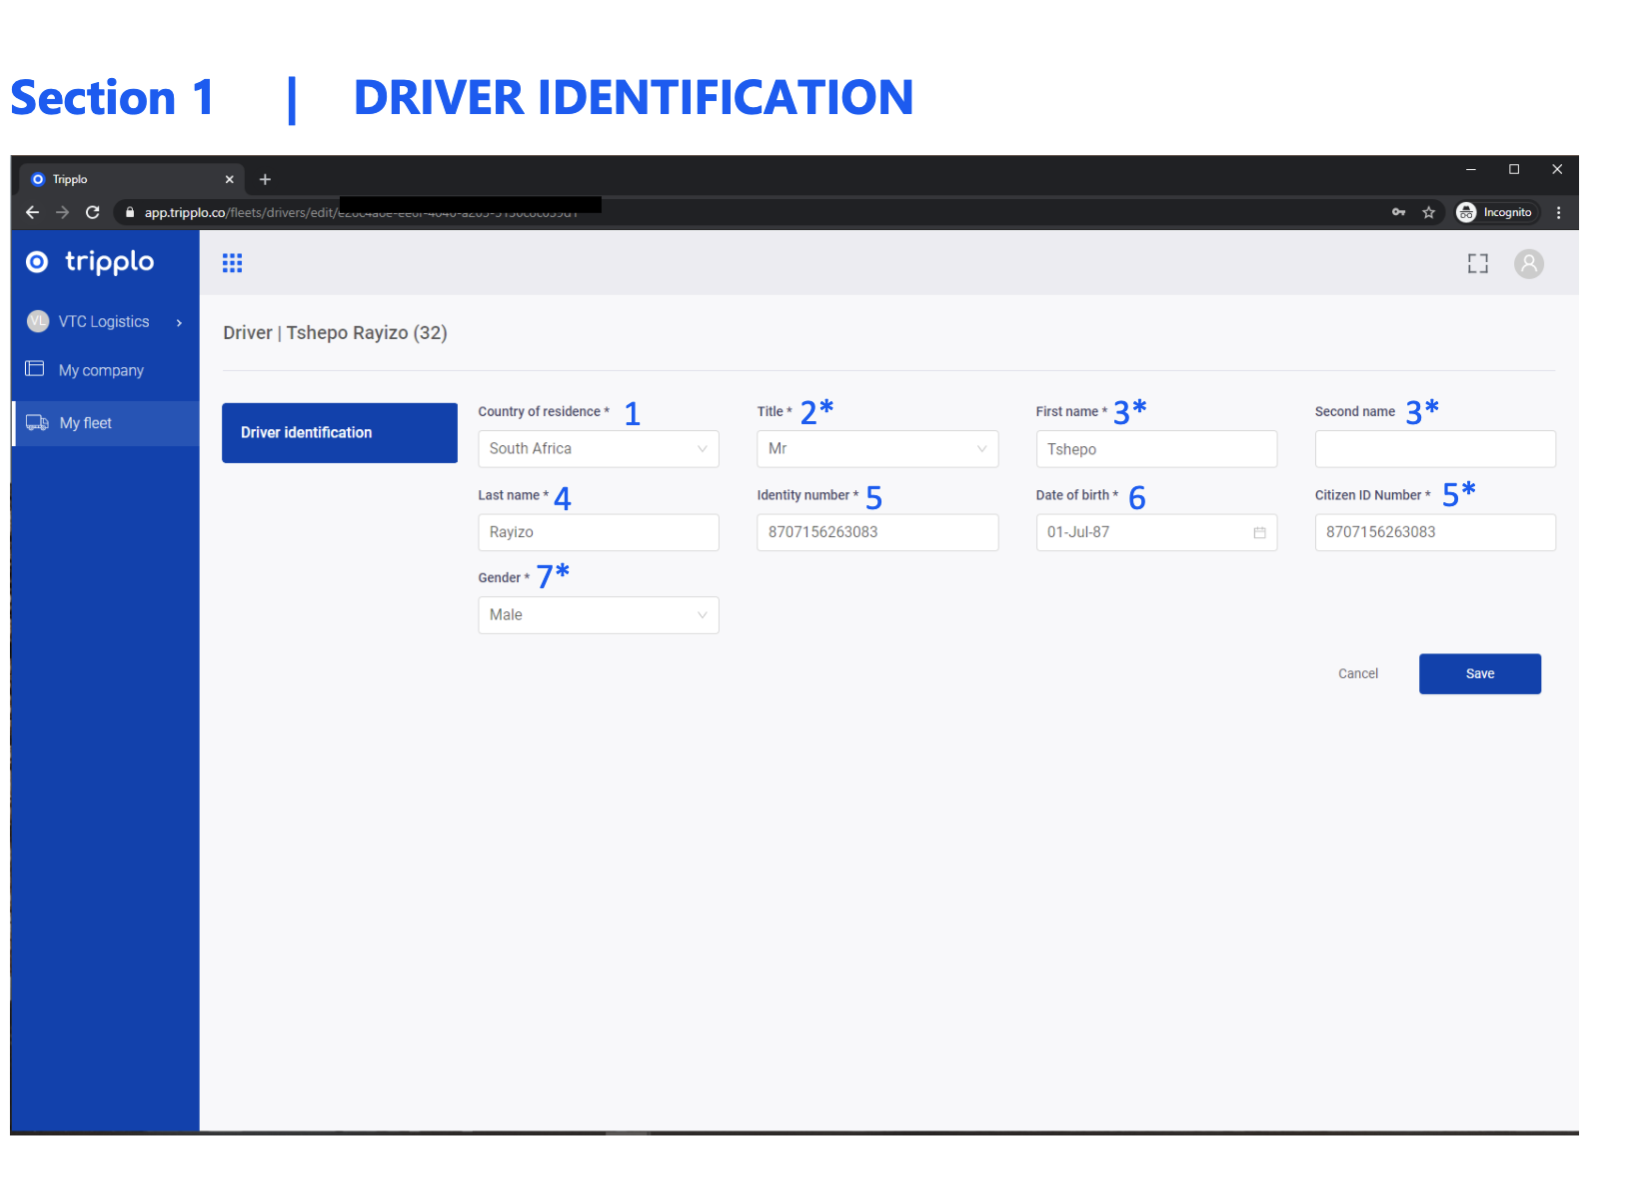 Section 1 | DRIVER IDENTIFICATION
Tripplo
app.tripplo.co/fleets/drivers/edit/
Incognito
tripplo
VL VTC Logistics
My company
My fleet
Driver | Tshepo Rayizo (32)
Driver identification
Country of residence * 1 Title * 2* First name * 3* Second name 3*
South Africa Mr Tshepo
Last name * 4 Identity number * 5 Date of birth * 6 Citizen ID Number * 5*
Rayizo 8707156263083 01-Jul-87 8707156263083
Gender * 7*
Male
Cancel Save